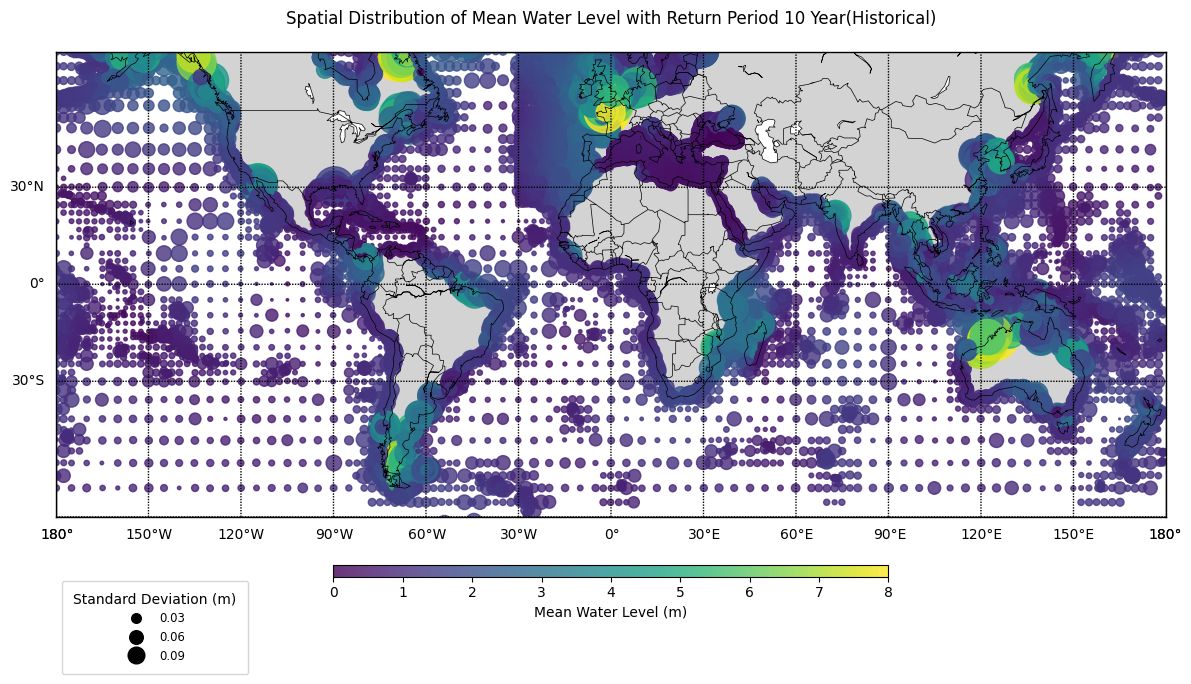 Spatial Distribution of Mean Water Level with Return Period 10 Year(Historical)
30°N
0°
30°S
180° 150°W 120°W 90°W 60°W 30°W 0° 30°E 60°E 90°E 120°E 150°E 180°
0 1 2 3 4 5 6 7 8
Mean Water Level (m)
Standard Deviation (m)
0.03
0.06
0.09